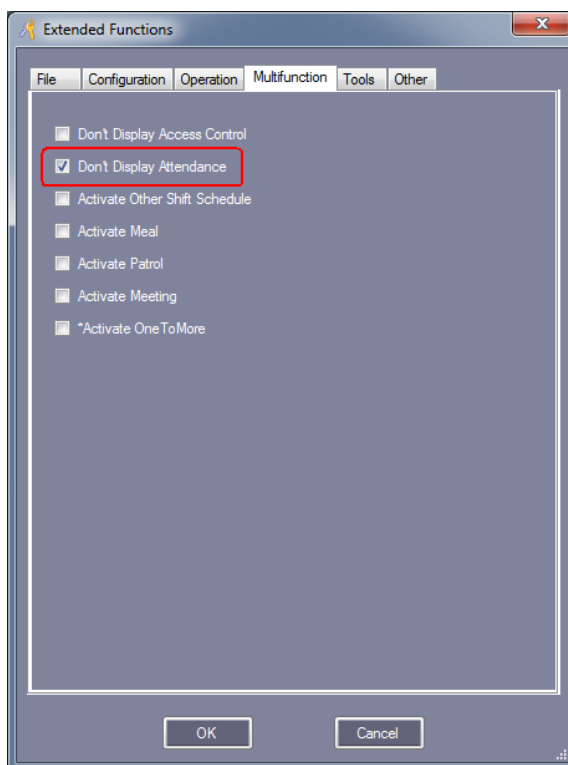 Extended Functions
File Configuration Operation Multifunction Tools Other
Don't Display Access Control
Don't Display Attendance
Activate Other Shift Schedule
Activate Meal
Activate Patrol
Activate Meeting
*Activate OneToMore
OK Cancel